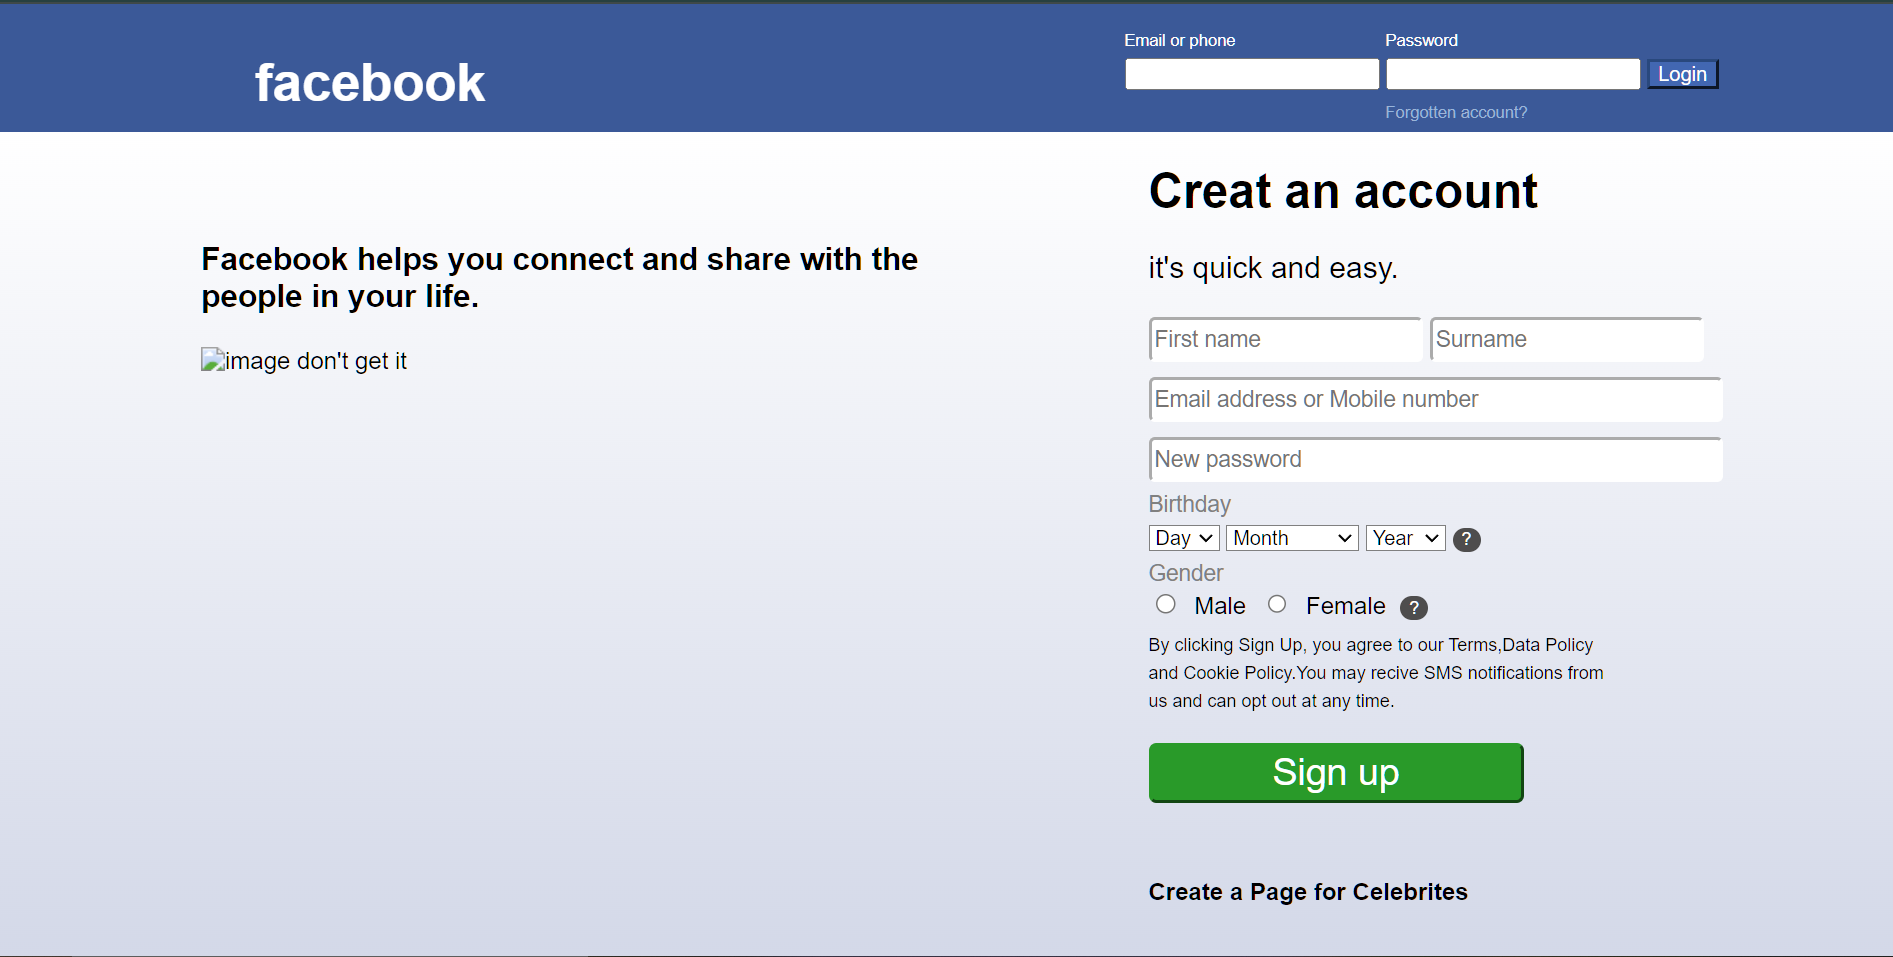 facebook
Email or phone
Password
Login
Forgotten account?
Facebook helps you connect and share with the
people in your life.
image don't get it
Creat an account
it's quick and easy.
First name
Surname
Email address or Mobile number
New password
Birthday
Day
Month
Year
?
Gender
Male
Female
?
By clicking Sign Up, you agree to our Terms,Data Policy
and Cookie Policy.You may recive SMS notifications from
us and can opt out at any time.
Sign up
Create a Page for Celebrites